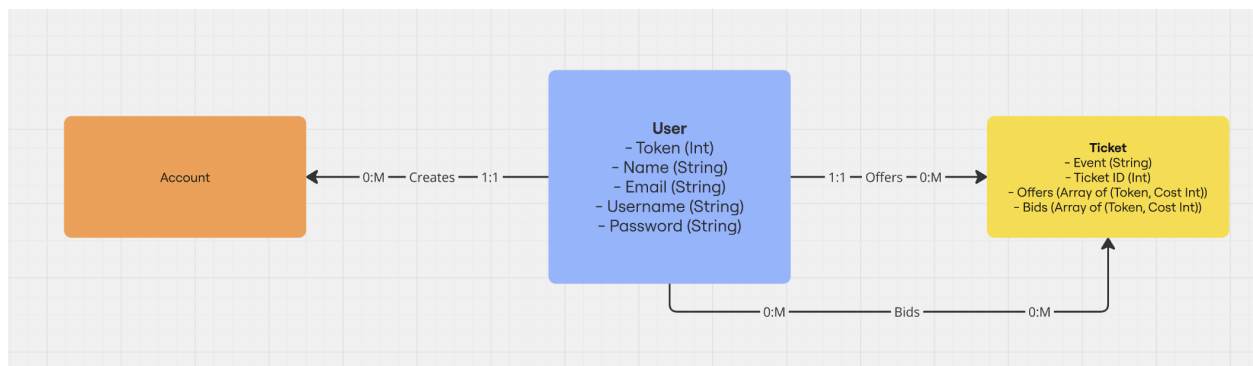 Account
0:M
Creates
1:1
User
- Token (Int)
- Name (String)
- Email (String)
- Username (String)
- Password (String)
1:1
Offers
0:M
Ticket
- Event (String)
- Ticket ID (Int)
- Offers (Array of (Token, Cost Int))
- Bids (Array of (Token, Cost Int))
0:M
Bids
0:M